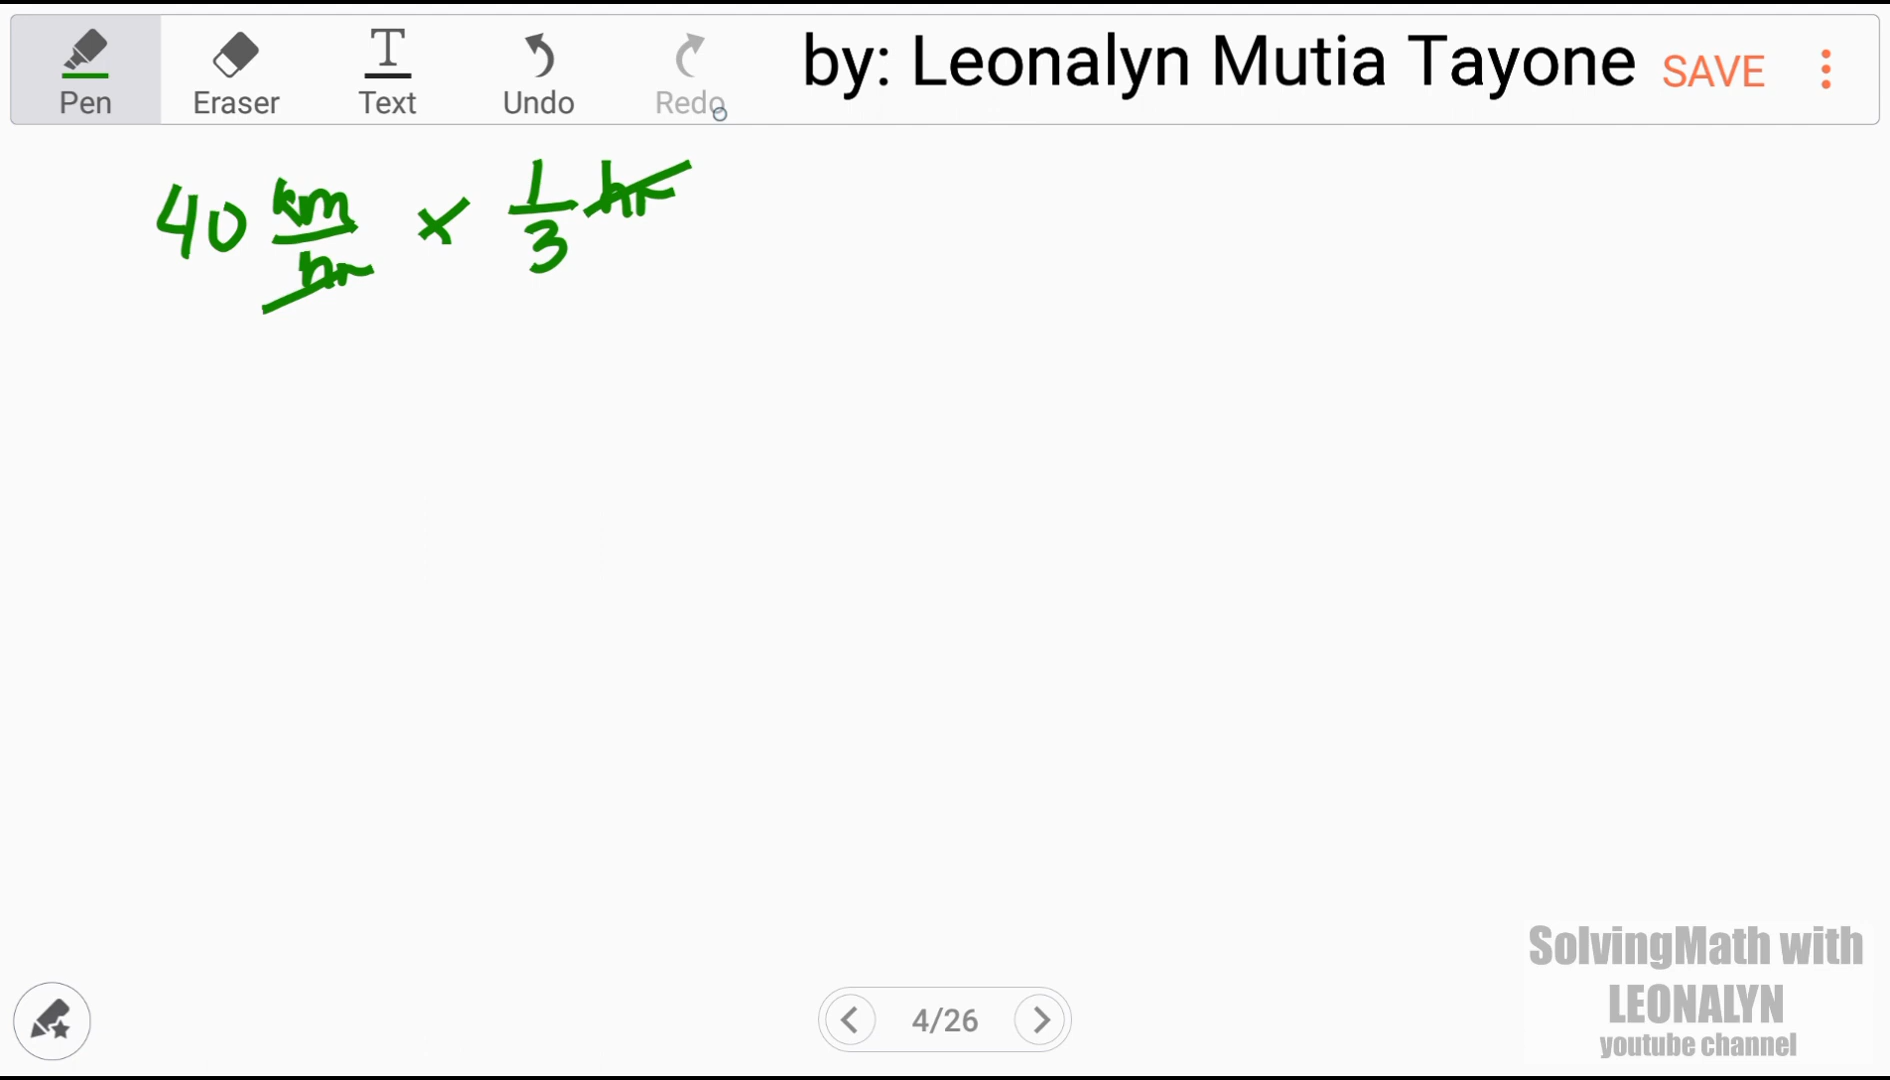 by: Leonalyn Mutia Tayone
SAVE
Pen
Eraser
Text
Undo
Redo
40 km/hr × 1/3 hr
4/26
SolvingMath with
LEONALYN
youtube channel